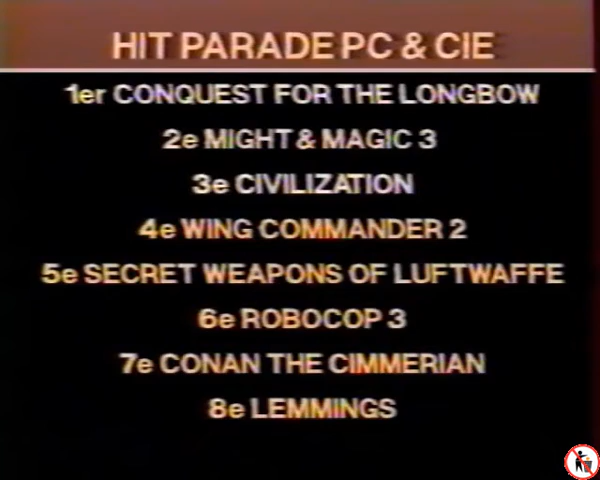 HIT PARADE PC & CIE
1er CONQUEST FOR THE LONGBOW
2e MIGHT & MAGIC 3
3e CIVILIZATION
4e WING COMMANDER 2
5e SECRET WEAPONS OF LUFTWAFFE
6e ROBOCOP 3
7e CONAN THE CIMMERIAN
8e LEMMINGS